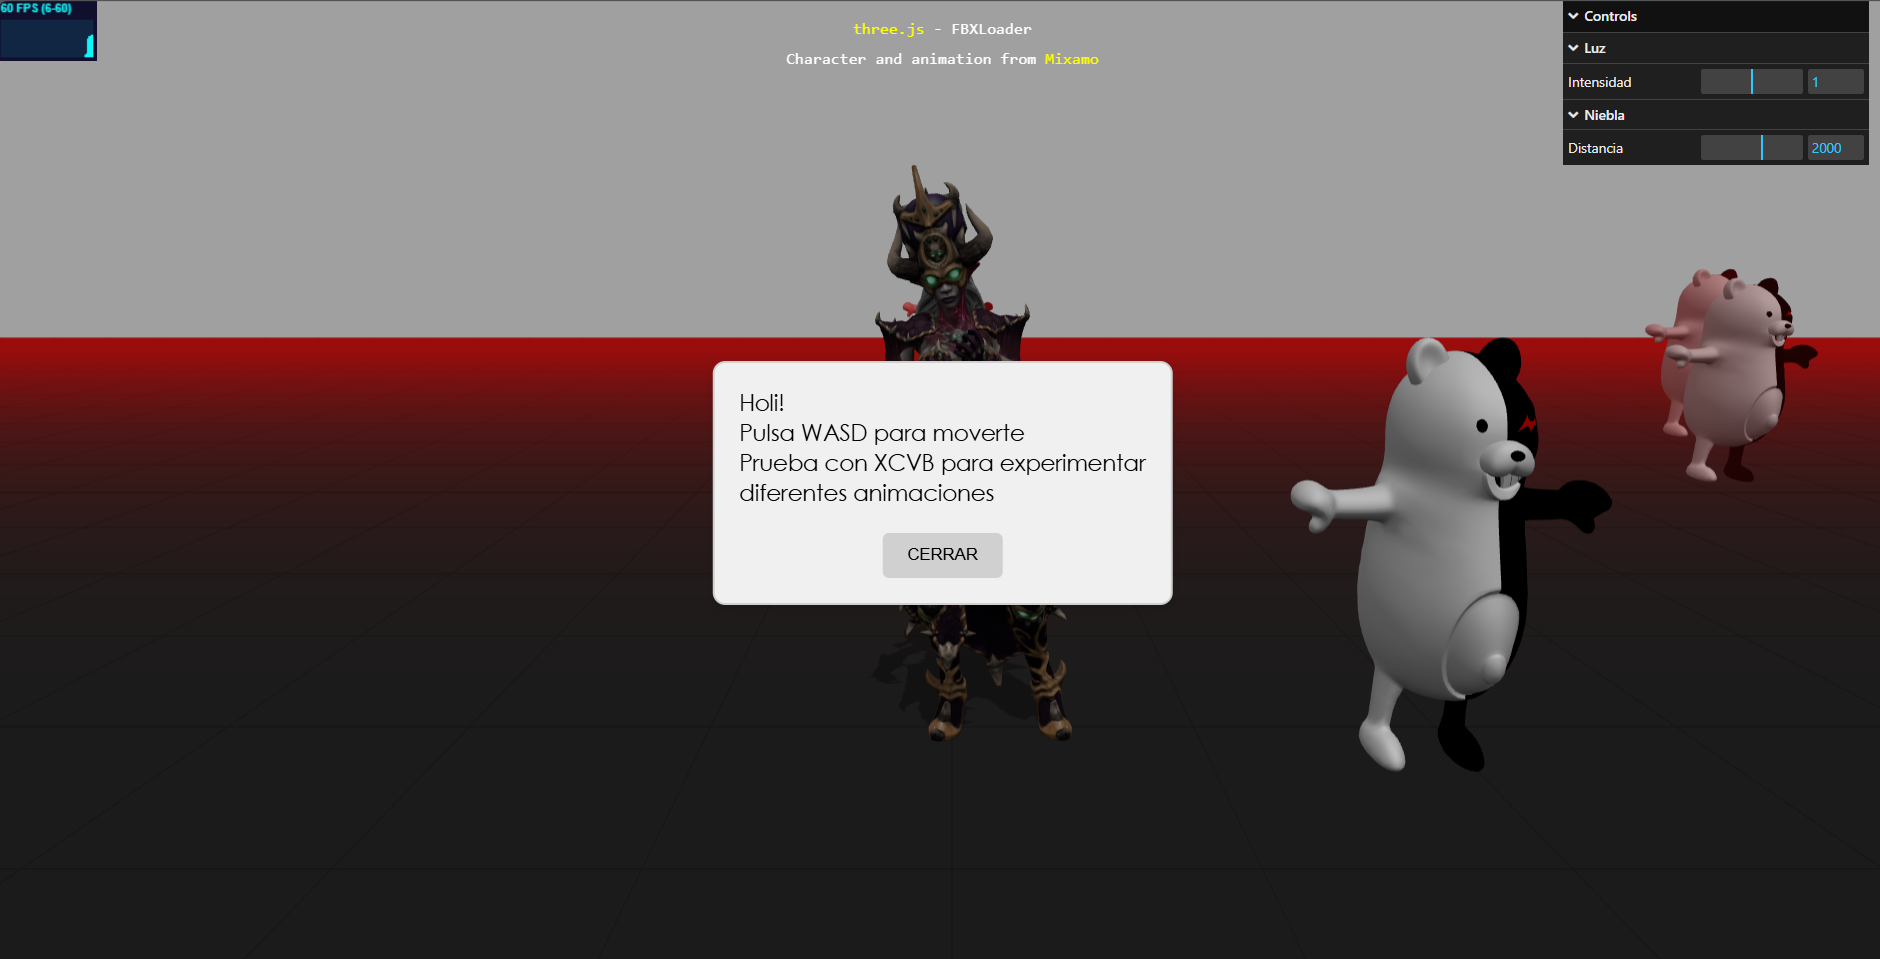 60 FPS (6-60)
three.js - FBXLoader
Character and animation from Mixamo
Controls
Luz
Intensidad 1
Niebla
Distancia 2000
Holi!
Pulsa WASD para moverte
Prueba con XCVB para experimentar
diferentes animaciones
CERRAR